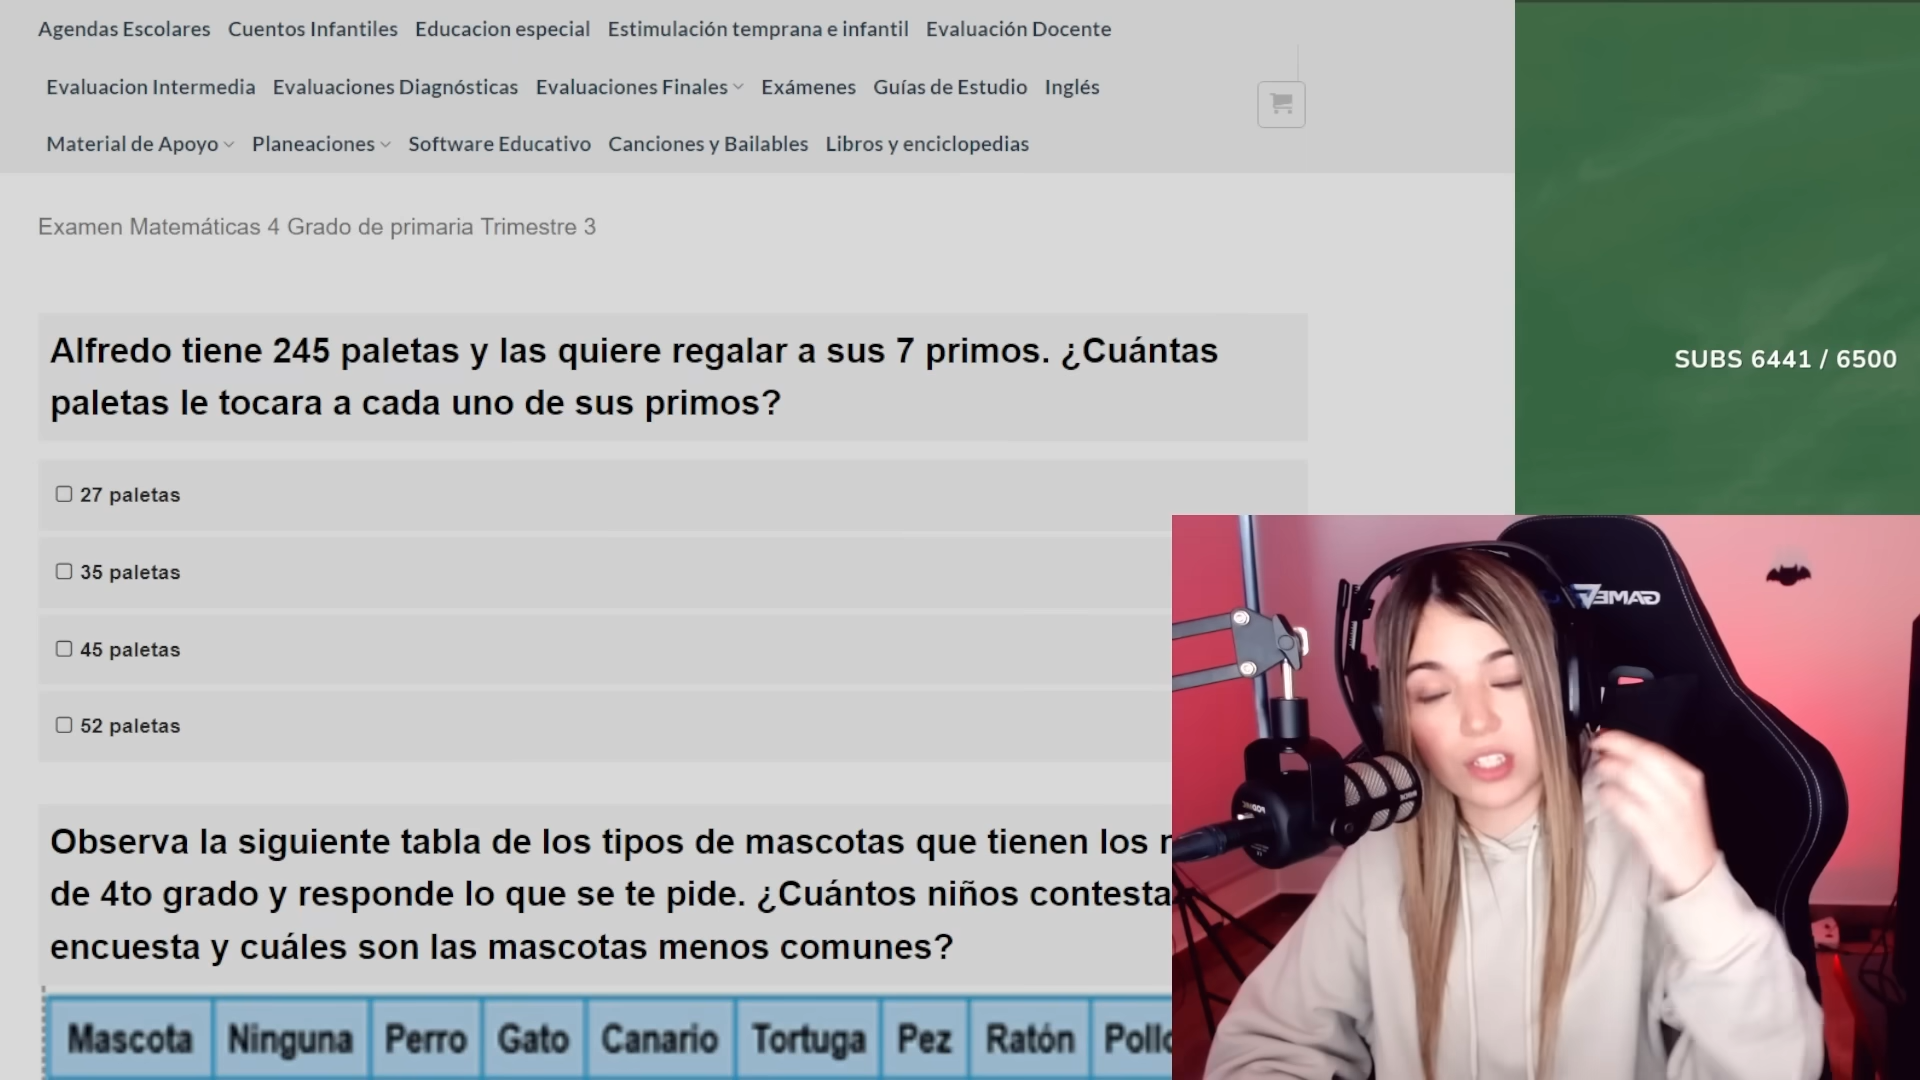 Agendas Escolares Cuentos Infantiles Educacion especial Estimulación temprana e infantil Evaluación Docente
Evaluacion Intermedia Evaluaciones Diagnósticas Evaluaciones Finales Exámenes Guías de Estudio Inglés
Material de Apoyo Planeaciones Software Educativo Canciones y Bailables Libros y enciclopedias
Examen Matemáticas 4 Grado de primaria Trimestre 3
Alfredo tiene 245 paletas y las quiere regalar a sus 7 primos. ¿Cuántas
paletas le tocara a cada uno de sus primos?
27 paletas
35 paletas
45 paletas
52 paletas
Observa la siguiente tabla de los tipos de mascotas que tienen los
de 4to grado y responde lo que se te pide. ¿Cuántos niños contesta
encuesta y cuáles son las mascotas menos comunes?
Mascota Ninguna Perro Gato Canario Tortuga Pez Ratón Pollo
SUBS 6441 / 6500